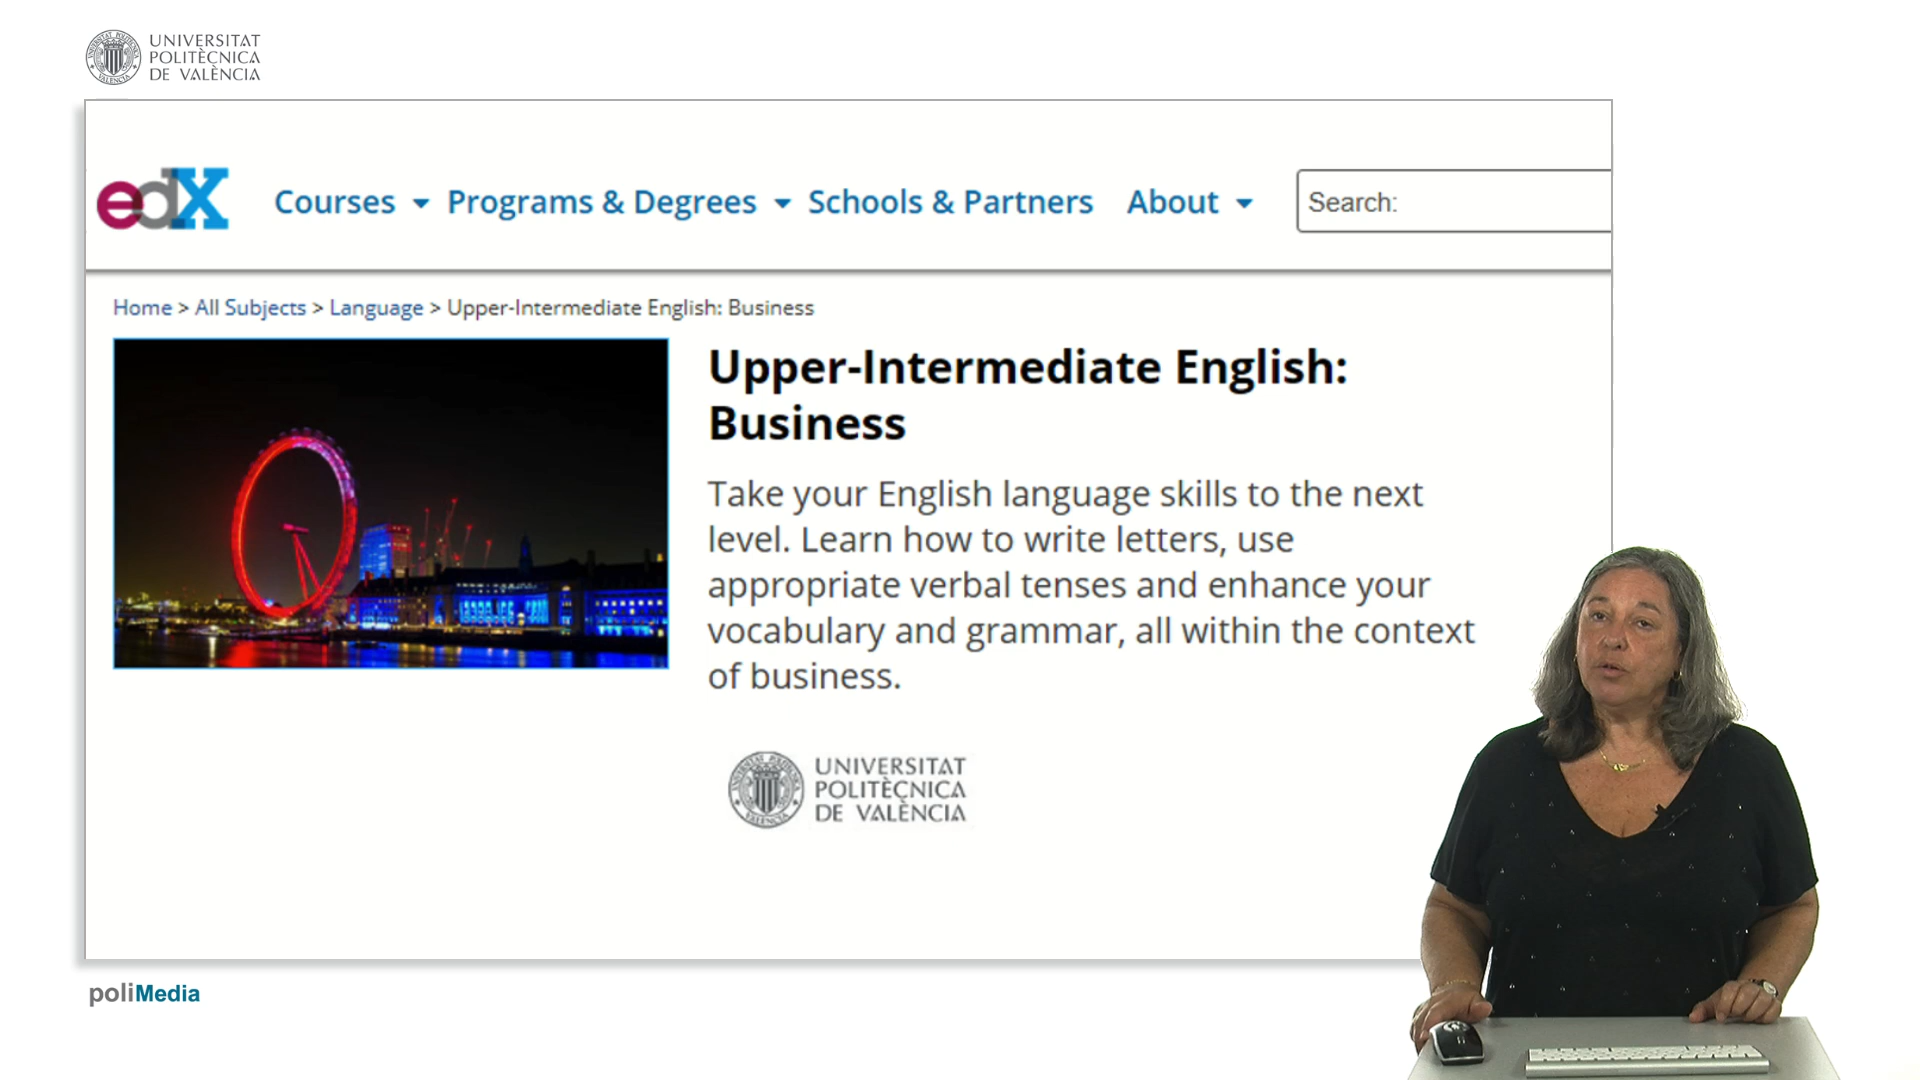 UNIVERSITAT
POLITÈCNICA
DE VALÈNCIA
edX
Courses
Programs & Degrees
Schools & Partners
About
Search:
Home > All Subjects > Language > Upper-Intermediate English: Business
Upper-Intermediate English:
Business
Take your English language skills to the next
level. Learn how to write letters, use
appropriate verbal tenses and enhance your
vocabulary and grammar, all within the context
of business.
UNIVERSITAT
POLITÈCNICA
DE VALÈNCIA
poliMedia